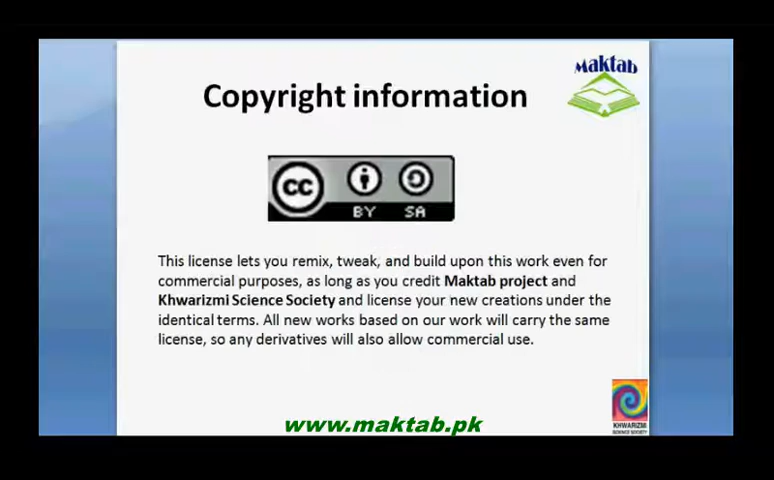 Maktab
Copyright information
cc
BY SA
This license lets you remix, tweak, and build upon this work even for
commercial purposes, as long as you credit Maktab project and
Khwarizmi Science Society and license your new creations under the
identical terms. All new works based on our work will carry the same
license, so any derivatives will also allow commercial use.
KHWARIZMI
SCIENCE SOCIETY
www.maktab.pk